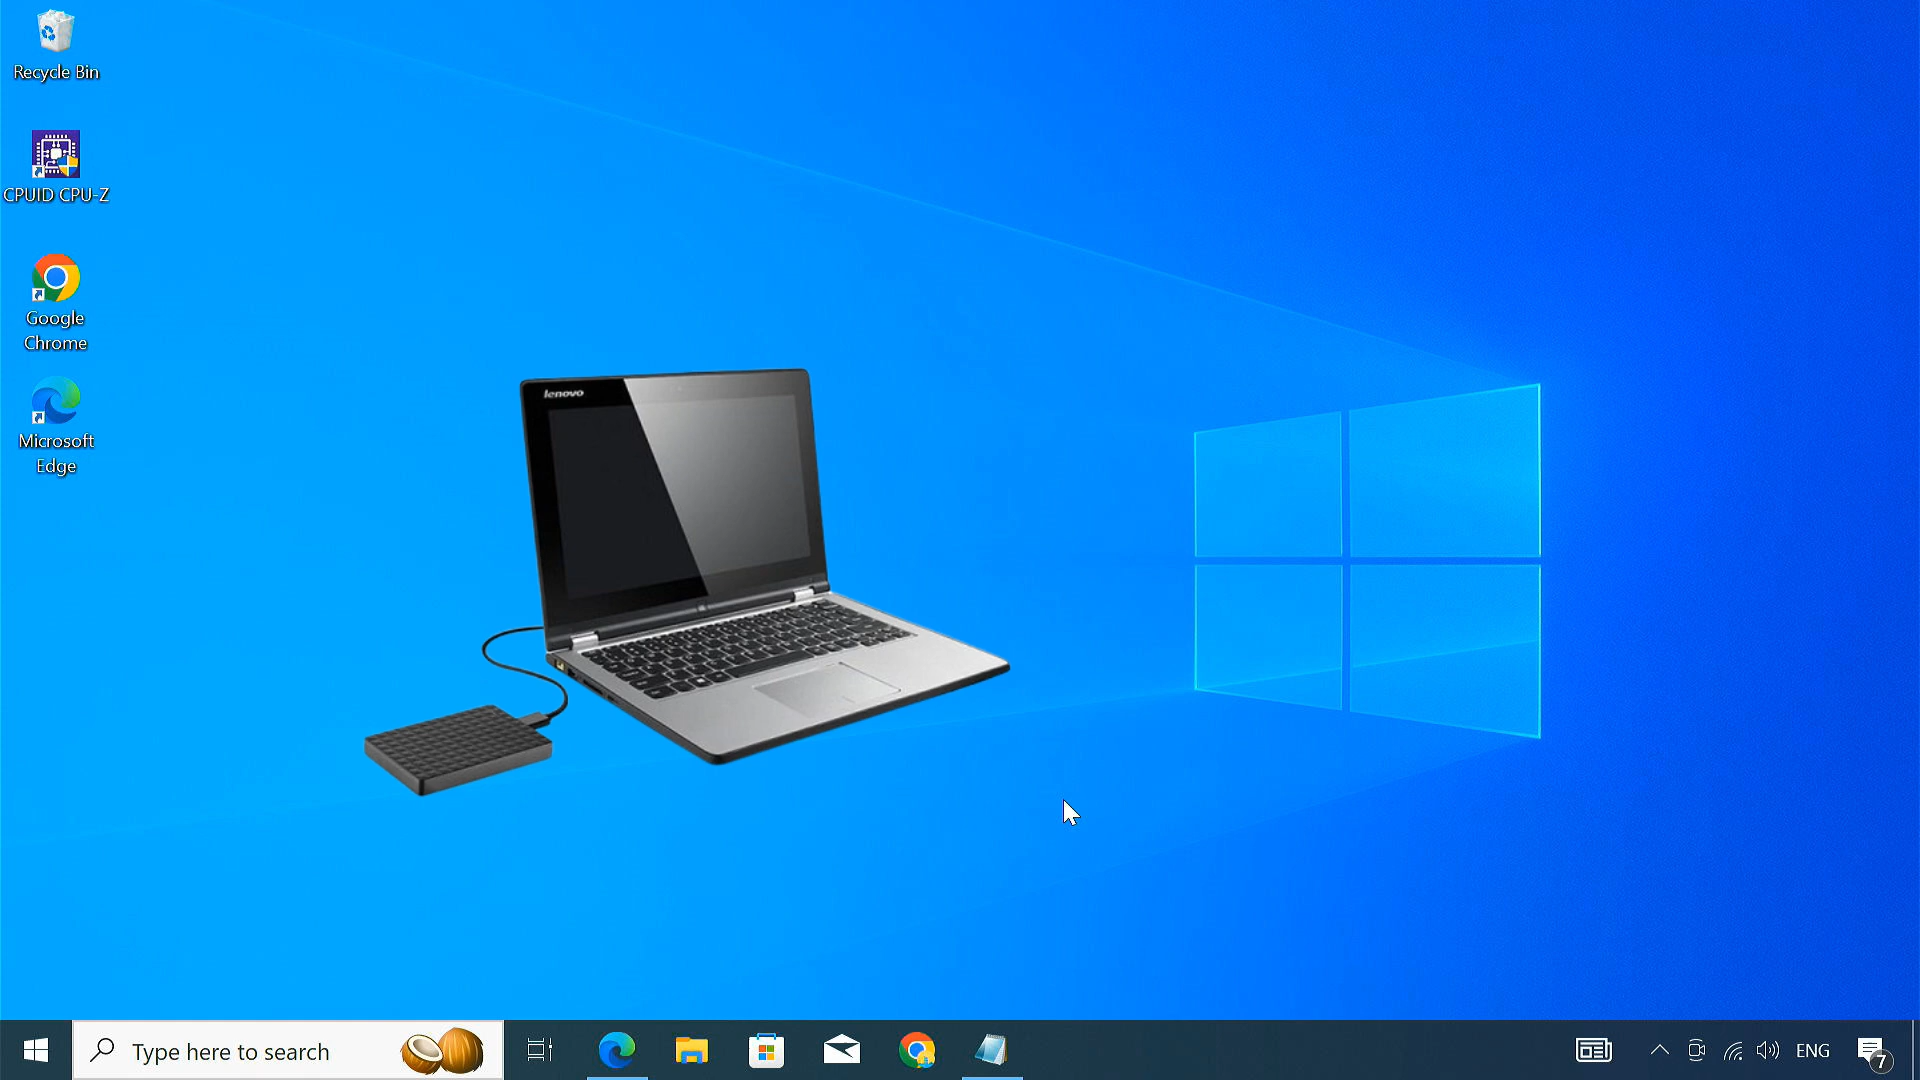 Recycle Bin
CPUID CPU-Z
Google
Chrome
Microsoft
Edge
lenovo
Type here to search
ENG
7